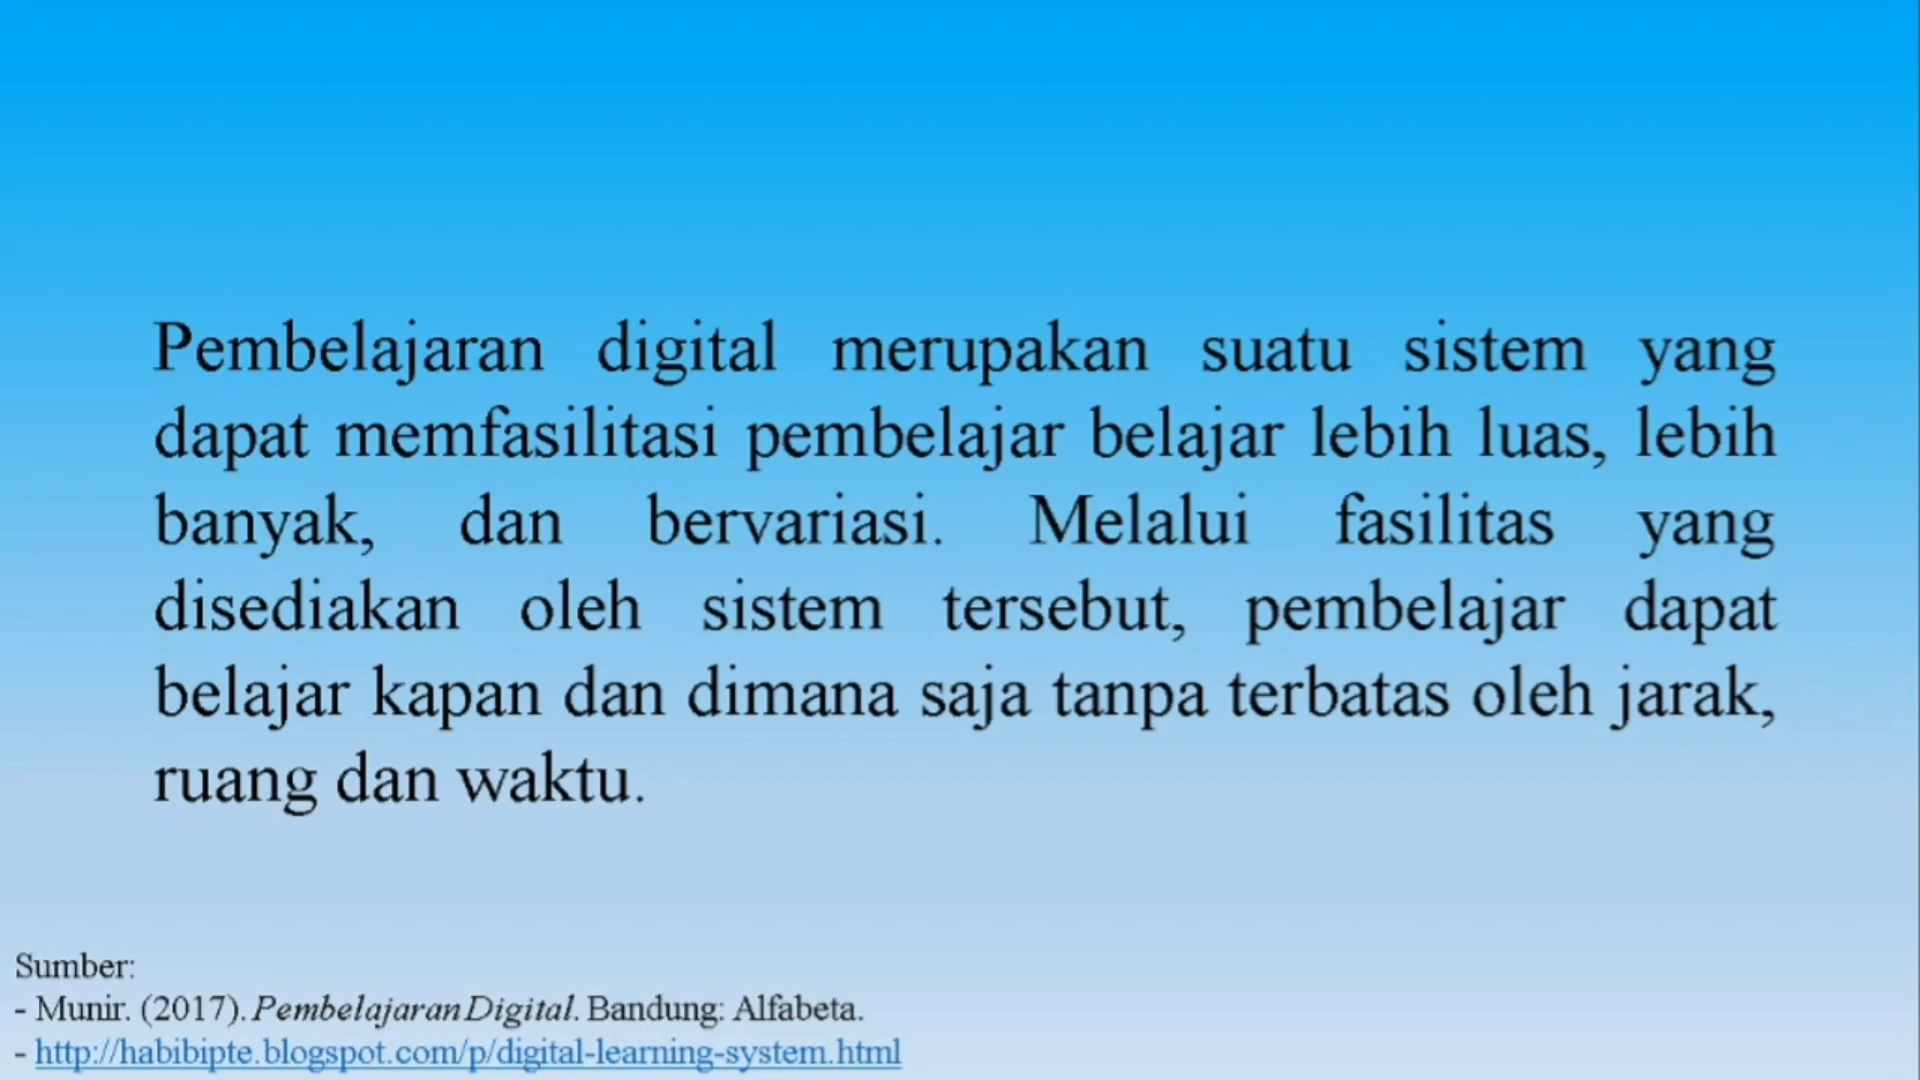 Pembelajaran digital merupakan suatu sistem yang
dapat memfasilitasi pembelajar belajar lebih luas, lebih
banyak, dan bervariasi. Melalui fasilitas yang
disediakan oleh sistem tersebut, pembelajar dapat
belajar kapan dan dimana saja tanpa terbatas oleh jarak,
ruang dan waktu.
Sumber:
- Munir. (2017). Pembelajaran Digital. Bandung: Alfabeta.
- http://habibipte.blogspot.com/p/digital-learning-system.html